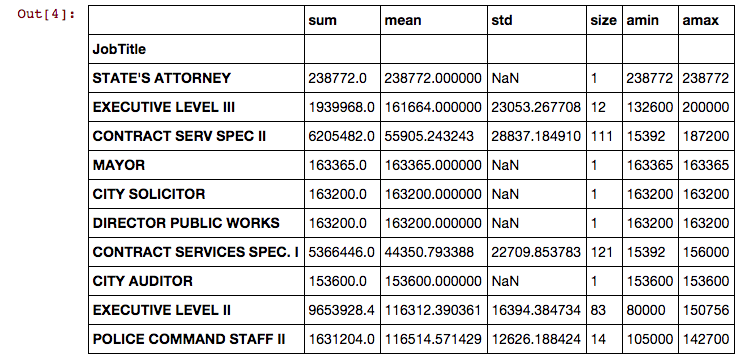 Out[4]:
sum mean std size amin amax
JobTitle
STATE'S ATTORNEY 238772.0 238772.000000 NaN 1 238772 238772
EXECUTIVE LEVEL III 1939968.0 161664.000000 23053.267708 12 132600 200000
CONTRACT SERV SPEC II 6205482.0 55905.243243 28837.184910 111 15392 187200
MAYOR 163365.0 163365.000000 NaN 1 163365 163365
CITY SOLICITOR 163200.0 163200.000000 NaN 1 163200 163200
DIRECTOR PUBLIC WORKS 163200.0 163200.000000 NaN 1 163200 163200
CONTRACT SERVICES SPEC. I 5366446.0 44350.793388 22709.853783 121 15392 156000
CITY AUDITOR 153600.0 153600.000000 NaN 1 153600 153600
EXECUTIVE LEVEL II 9653928.4 116312.390361 16394.384734 83 80000 150756
POLICE COMMAND STAFF II 1631204.0 116514.571429 12626.188424 14 105000 142700